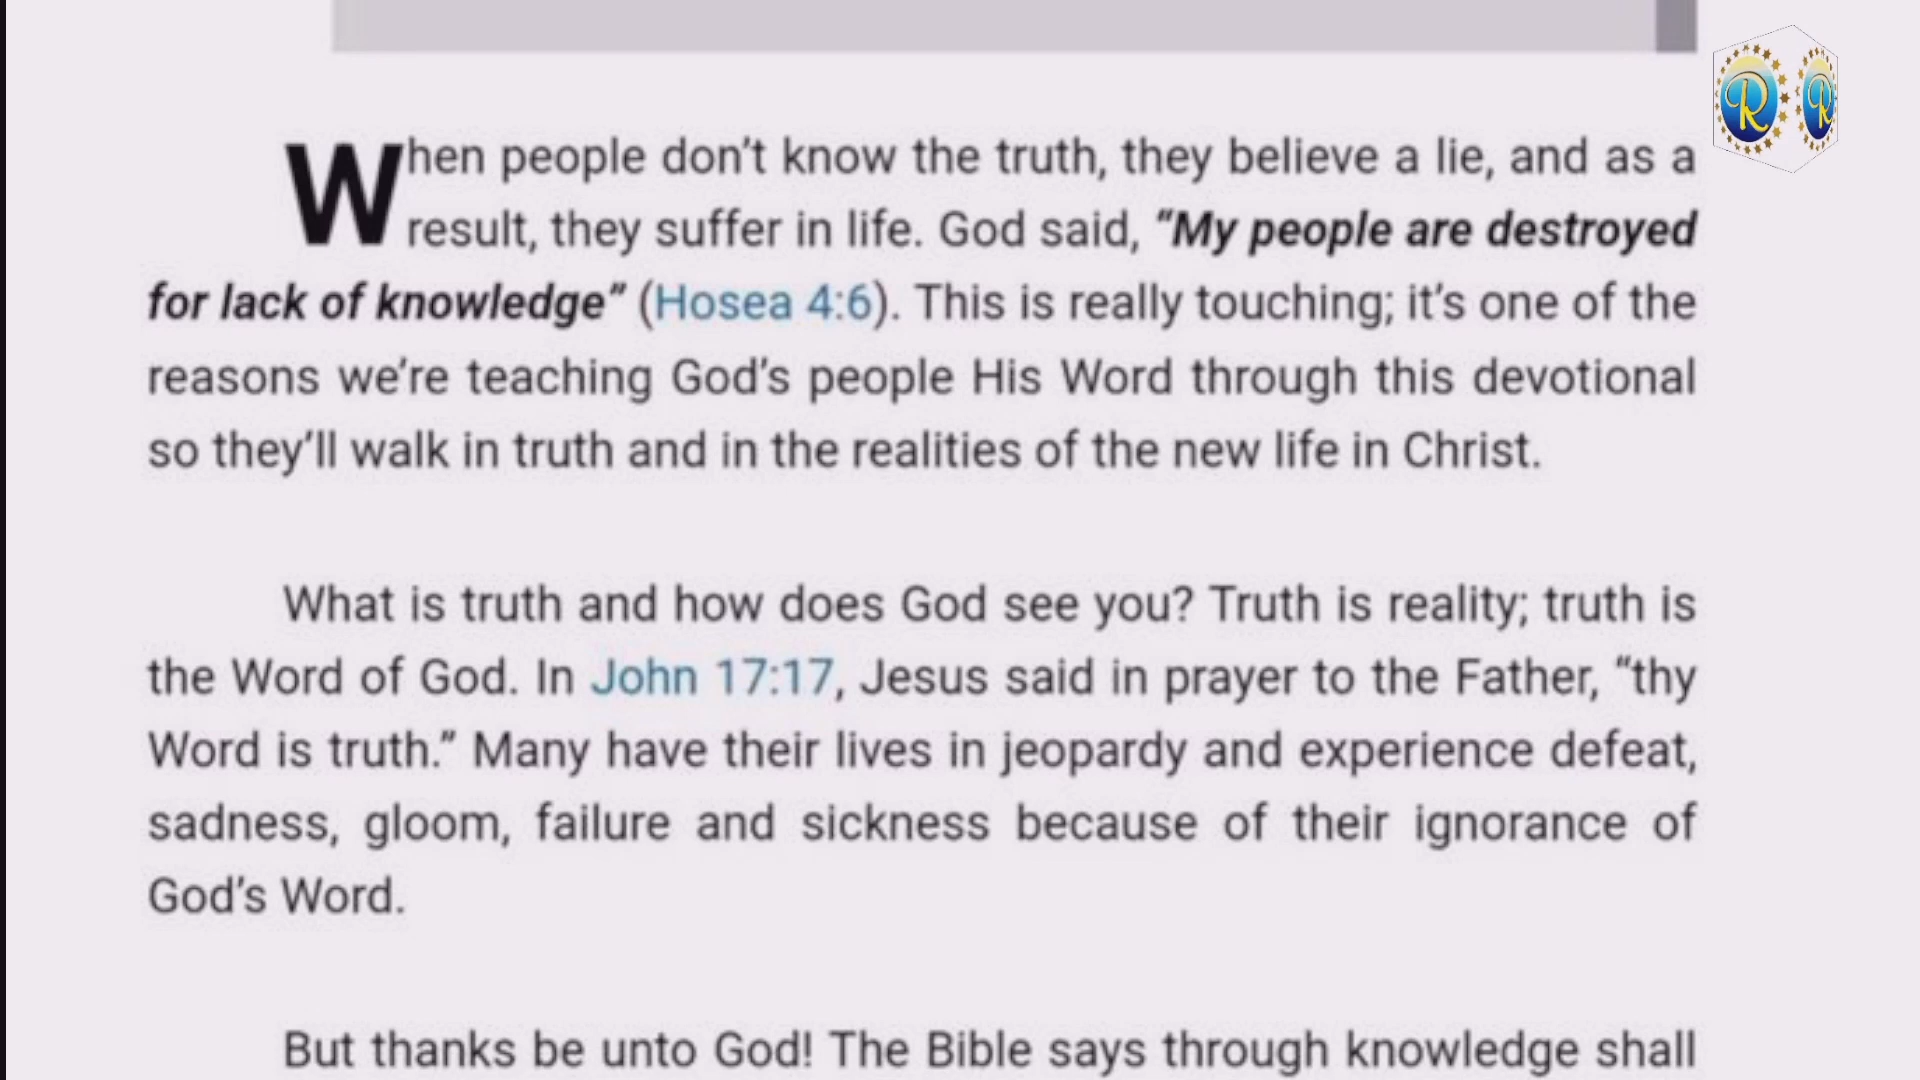 When people don’t know the truth, they believe a lie, and as a
result, they suffer in life. God said, “My people are destroyed
for lack of knowledge” (Hosea 4:6). This is really touching; it’s one of the
reasons we’re teaching God’s people His Word through this devotional
so they’ll walk in truth and in the realities of the new life in Christ.
What is truth and how does God see you? Truth is reality; truth is
the Word of God. In John 17:17, Jesus said in prayer to the Father, “thy
Word is truth.” Many have their lives in jeopardy and experience defeat,
sadness, gloom, failure and sickness because of their ignorance of
God’s Word.
But thanks be unto God! The Bible says through knowledge shall
R R